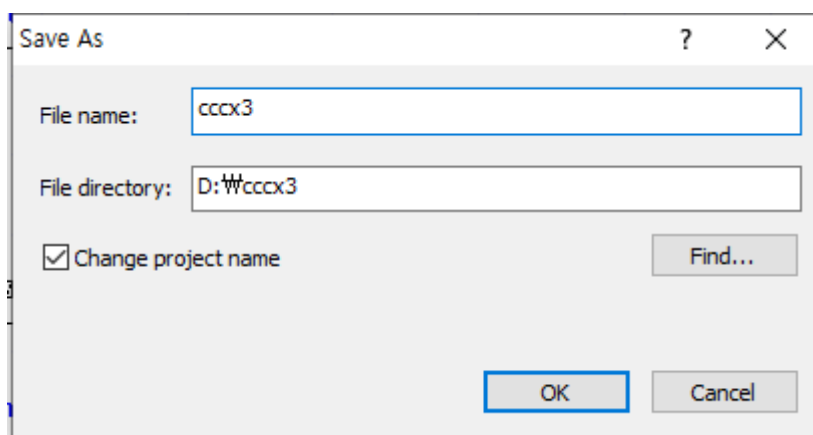 Save As
?
File name:
cccx3
File directory:
D:₩cccx3
Change project name
Find...
OK
Cancel